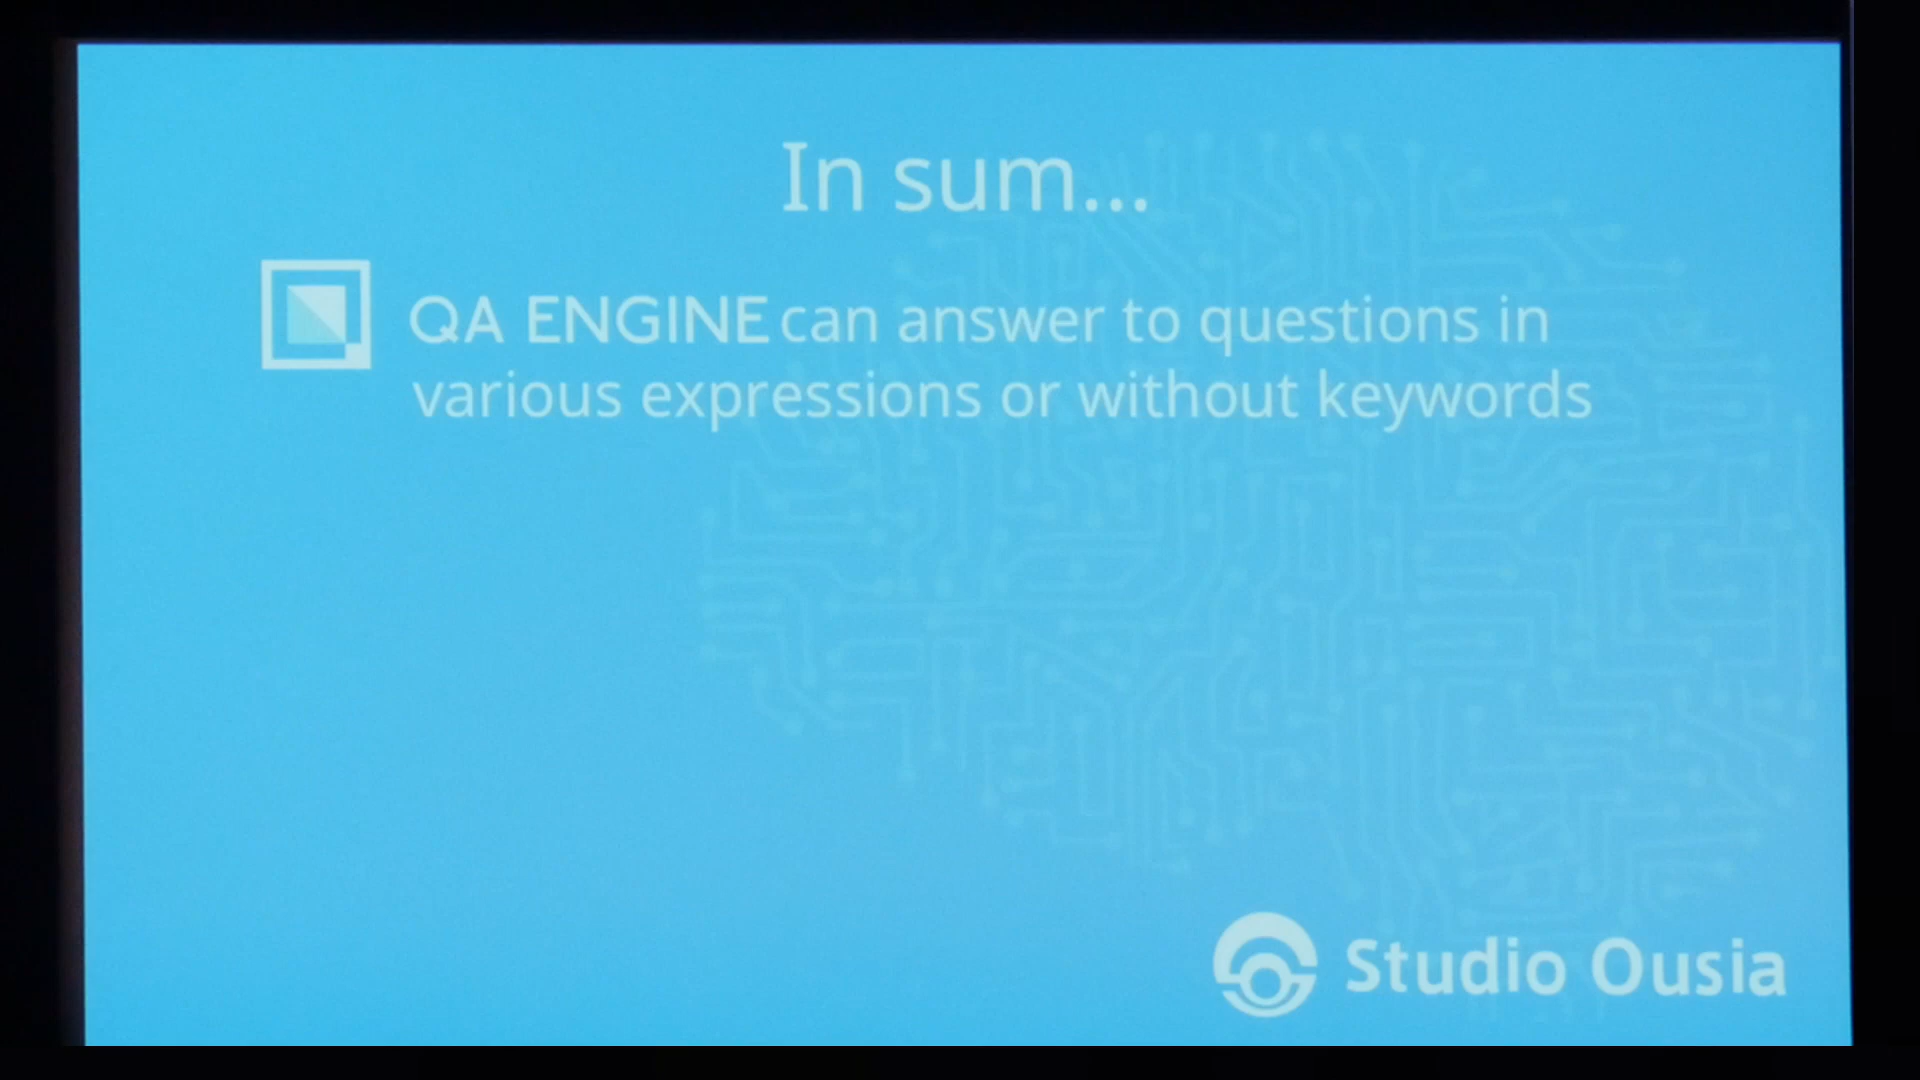 In sum...
QA ENGINE can answer to questions in
various expressions or without keywords
Studio Ousia